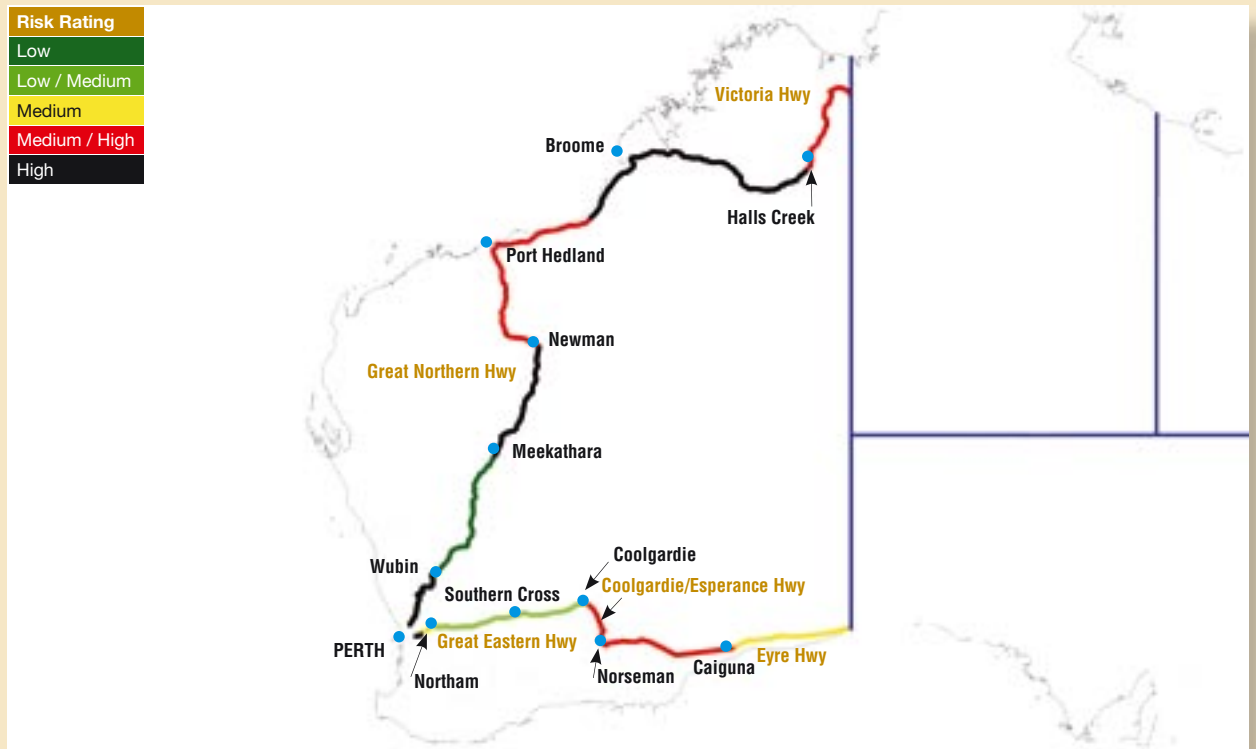 Risk Rating
Low
Low / Medium
Medium
Medium / High
High
Victoria Hwy
Broome
Halls Creek
Port Hedland
Newman
Great Northern Hwy
Meekathara
Coolgardie
Wubin
Coolgardie/Esperance Hwy
Southern Cross
Great Eastern Hwy
PERTH
Eyre Hwy
Caiguna
Norseman
Northam